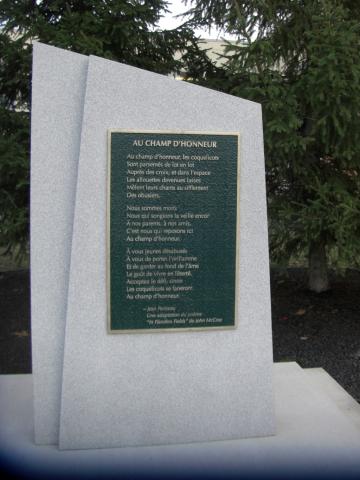 AU CHAMP D'HONNEUR
Au champ d'honneur, les coquelicots
Sont parsemés de lot en lot
Auprès des croix; et dans l'espace
Les alouettes devenues lasses
Mêlent leurs chants au sifflement
Des obusiers.
Nous sommes morts
Nous qui songions la veille encor'
À nos parents, à nos amis,
C'est nous qui reposons ici
Au champ d'honneur.
À vous jeunes désabusés
À vous de porter l'oriflamme
Et de garder au fond de l'âme
Le goût de vivre en liberté.
Acceptez le défi, sinon
Les coquelicots se faneront
Au champ d'honneur.
– Jean Pariseau
Une adaptation du poème
"In Flanders Fields" de John McCrae